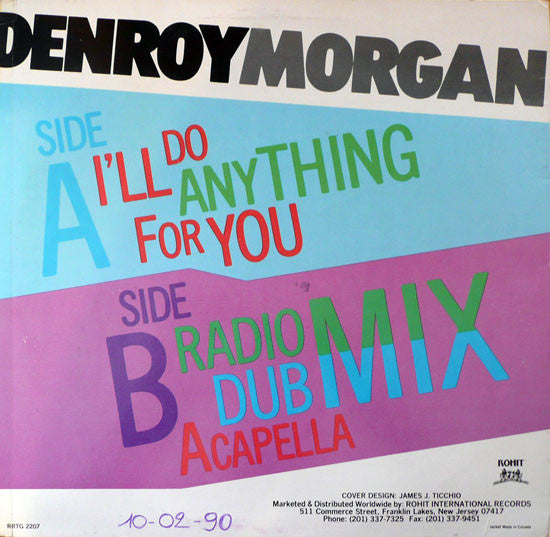 DENROY MORGAN
SIDE
A
I'LL DO
ANYTHING
FOR YOU
SIDE
B
RADIO
DUB
MIX
ACAPELLA
ROHIT
COVER DESIGN: JAMES J. TICCHIO
Marketed & Distributed Worldwide by: ROHIT INTERNATIONAL RECORDS
511 Commerce Street, Franklin Lakes, New Jersey 07417
Phone: (201) 337-7325 Fax: (201) 337-9451
RRTG 2207
10-02-90
Jacket Made in Canada